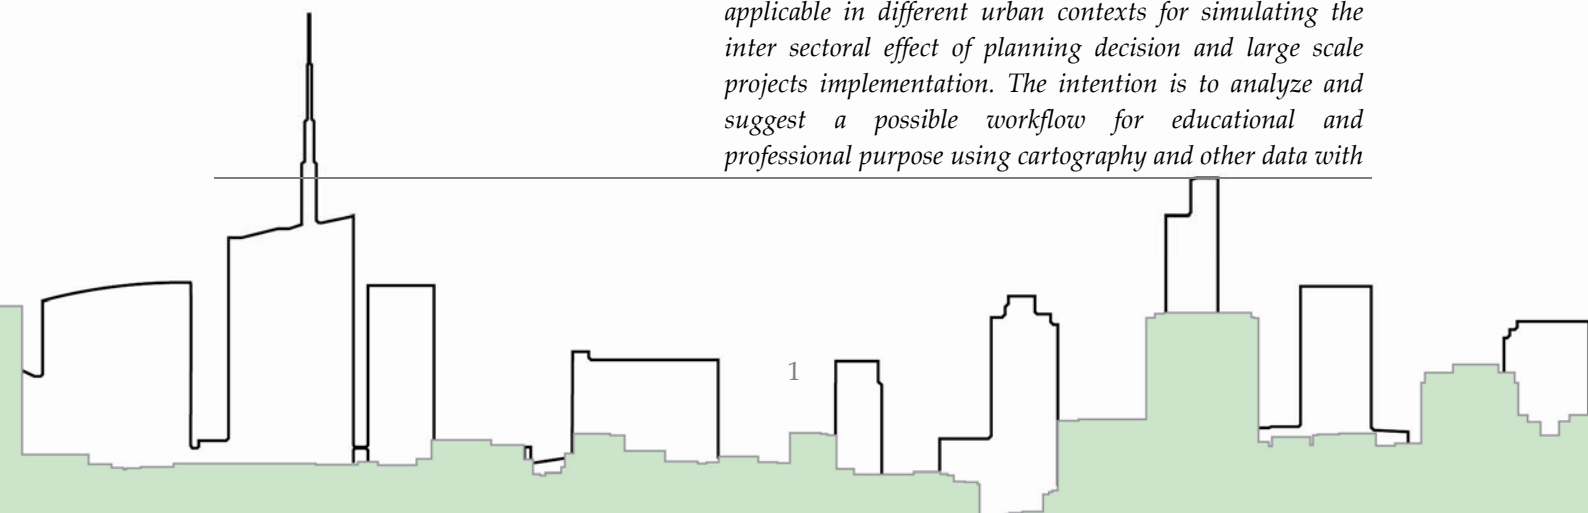 applicable in different urban contexts for simulating the
inter sectoral effect of planning decision and large scale
projects implementation. The intention is to analyze and
suggest a possible workflow for educational and
professional purpose using cartography and other data with
1